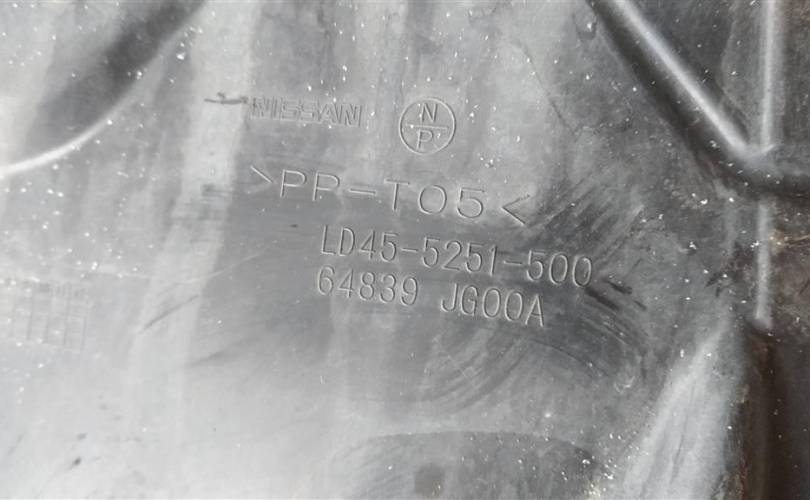 NISSAN N P
>PP-T05<
LD45-5251-500
64839 JG00A